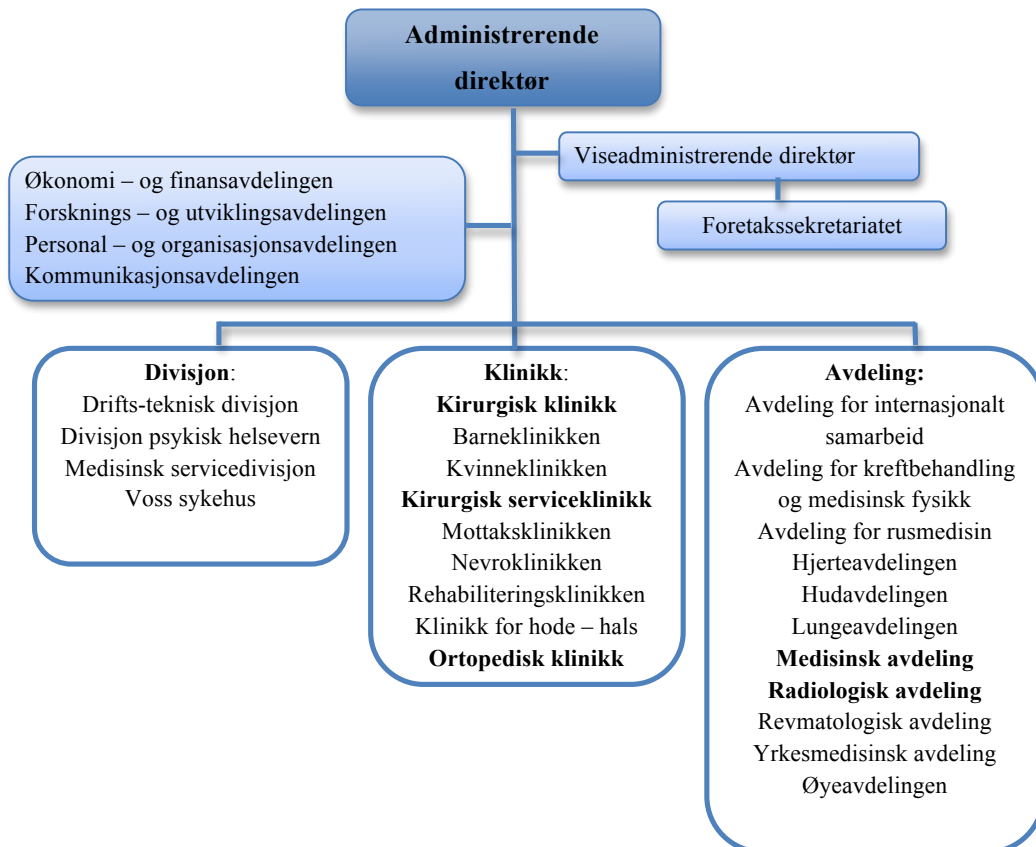 Administrerende
direktør
Viseadministrerende direktør
Foretakssekretariatet
Økonomi – og finansavdelingen
Forsknings – og utviklingsavdelingen
Personal – og organisasjonsavdelingen
Kommunikasjonsavdelingen
Divisjon:
Drifts-teknisk divisjon
Divisjon psykisk helsevern
Medisinsk servicedivisjon
Voss sykehus
Klinikk:
Kirurgisk klinikk
Barneklinikken
Kvinneklinikken
Kirurgisk serviceklinikk
Mottaksklinikken
Nevroklinikken
Rehabiliteringsklinikken
Klinikk for hode – hals
Ortopedisk klinikk
Avdeling:
Avdeling for internasjonalt
samarbeid
Avdeling for kreftbehandling
og medisinsk fysikk
Avdeling for rusmedisin
Hjerteavdelingen
Hudavdelingen
Lungeavdelingen
Medisinsk avdeling
Radiologisk avdeling
Revmatologisk avdeling
Yrkesmedisinsk avdeling
Øyeavdelingen